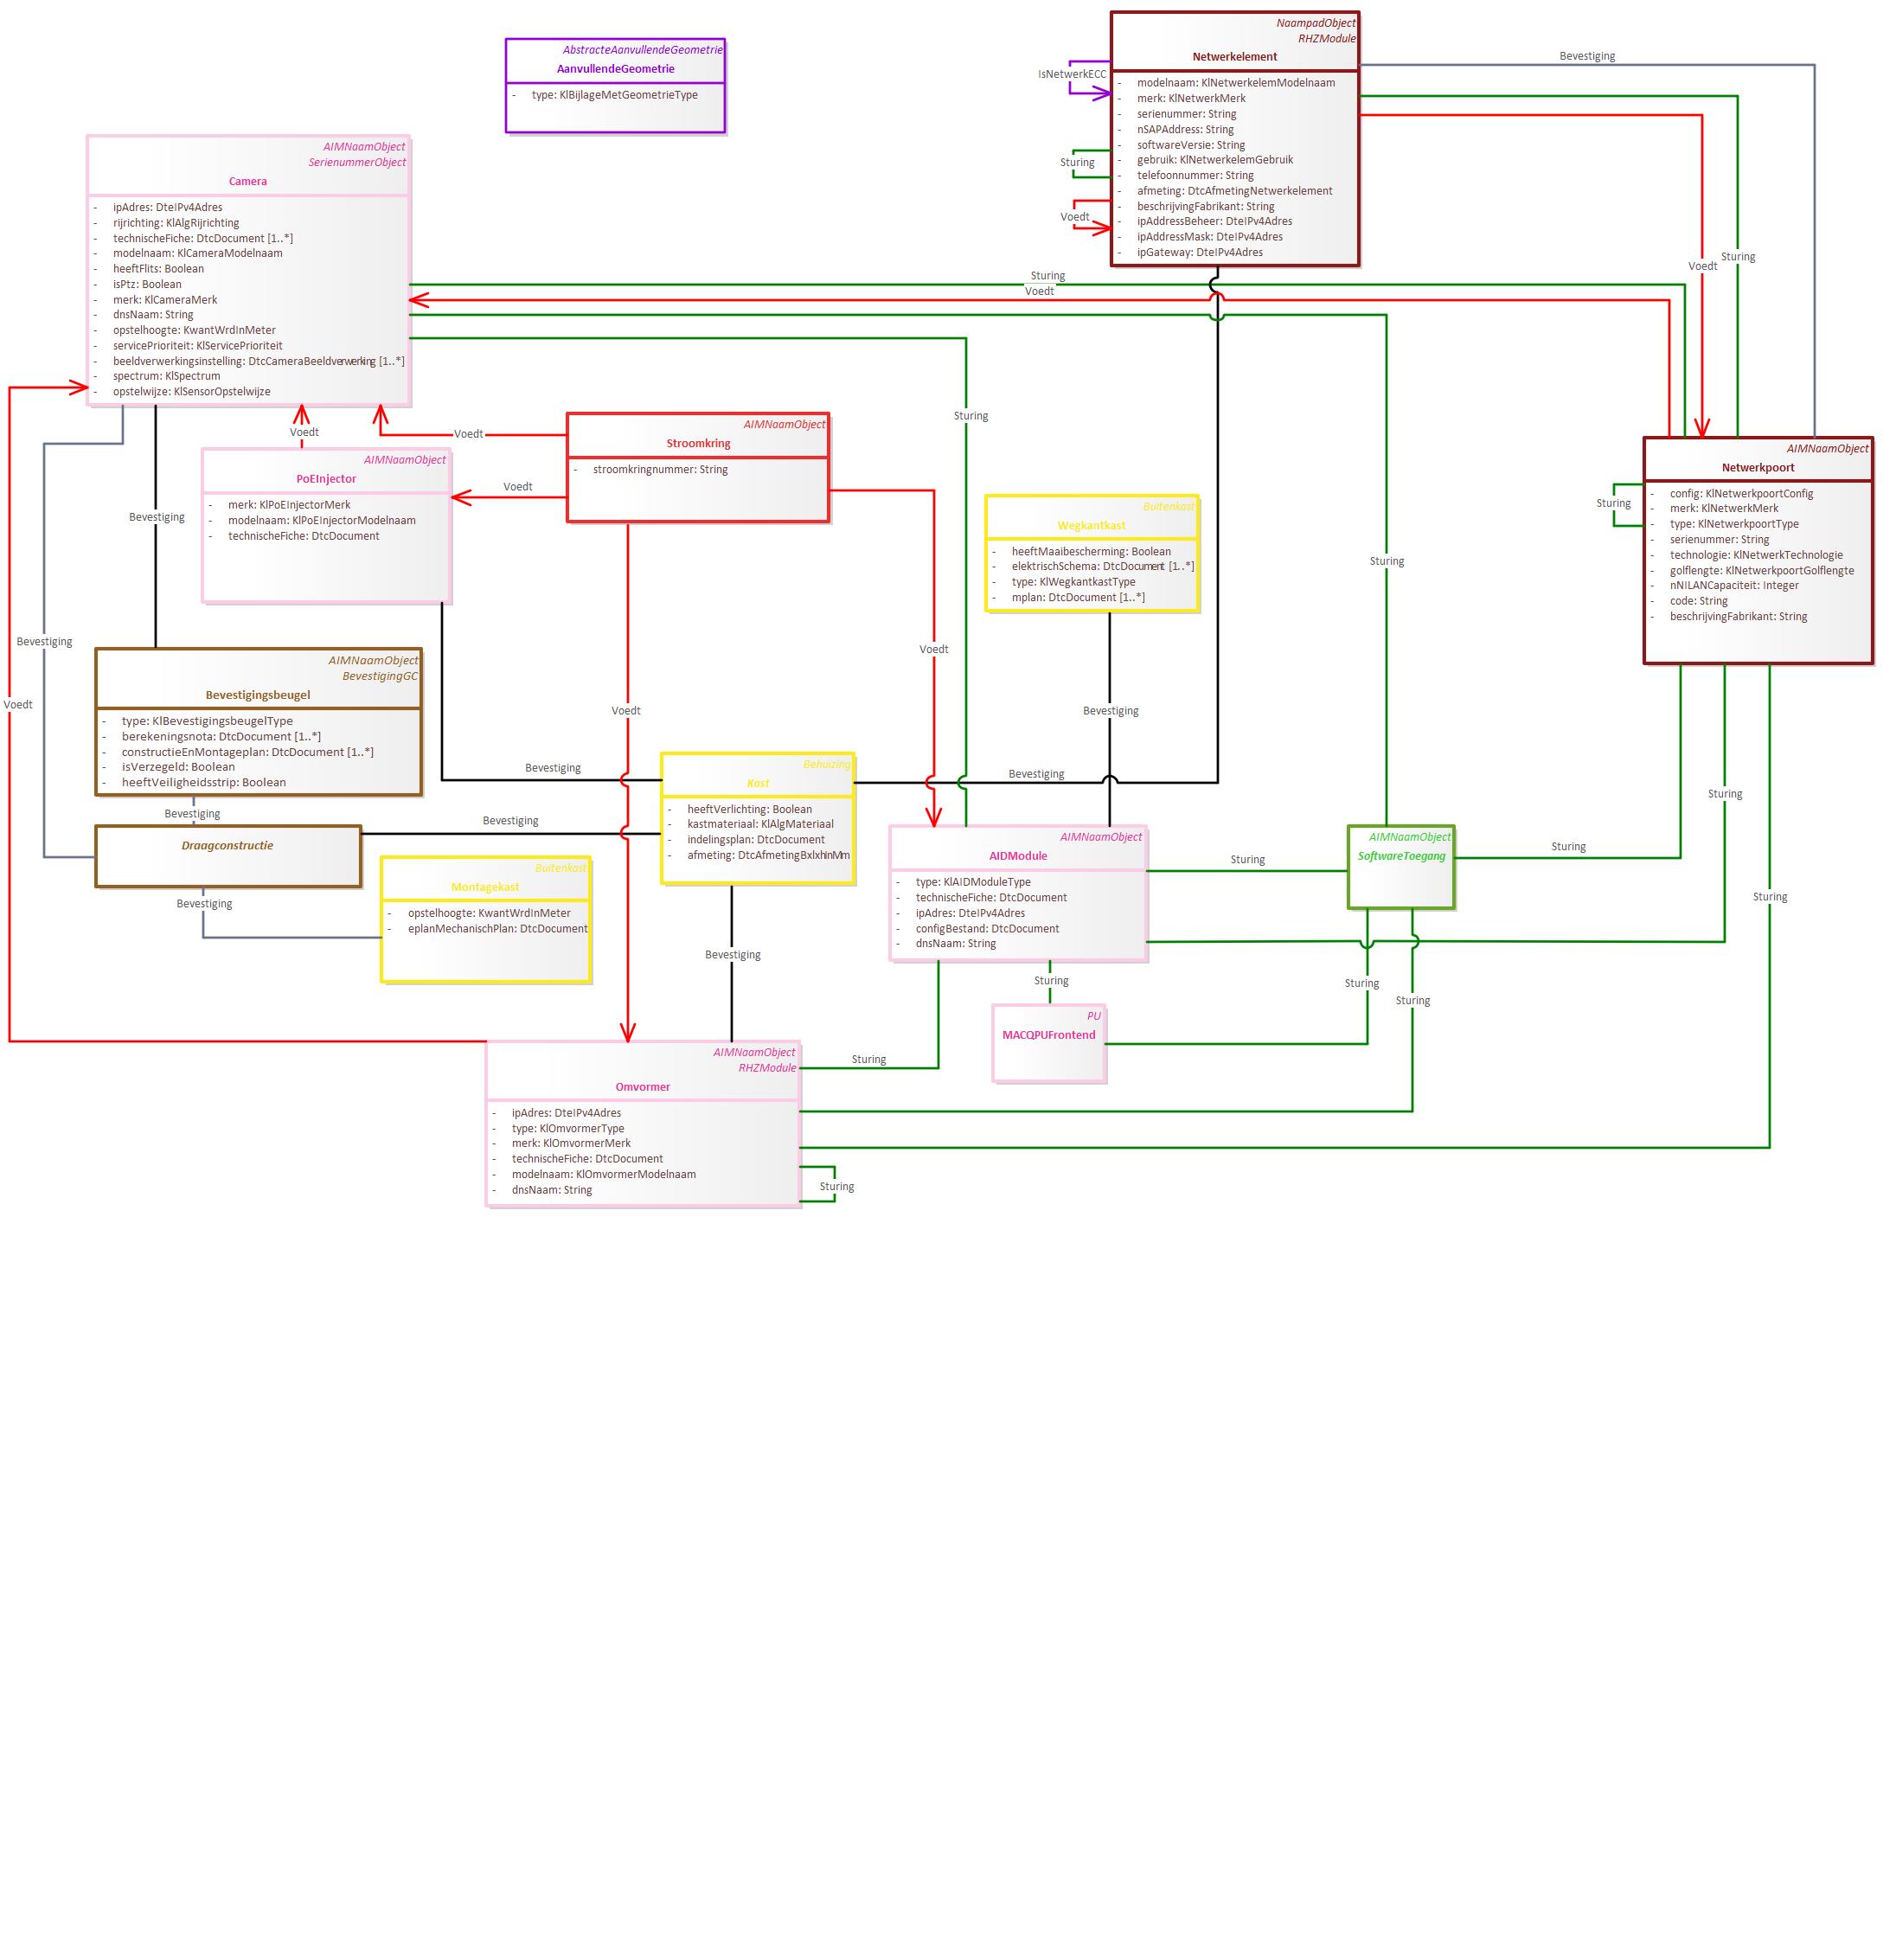 NaampadObject
RHZModule
Netwerkelement
- modelnaam: KlNetwerkelemModelnaam
- merk: KlNetwerkMerk
- serienummer: String
- nSAPAddress: String
- softwareVersie: String
- gebruik: KlNetwerkelemGebruik
- telefoonnummer: String
- afmeting: DtcAfmetingNetwerkelement
- beschrijvingFabrikant: String
- ipAddressBeheer: DteIPv4Adres
- ipAddressMask: DteIPv4Adres
- ipGateway: DteIPv4Adres
IsNetwerkECC
Sturing
Voedt
Bevestiging
Voedt
Sturing
AbstracteAanvullendeGeometrie
AanvullendeGeometrie
- type: KlBijlageMetGeometrieType
AIMNaamObject
SerienummerObject
Camera
- ipAdres: DteIPv4Adres
- rijrichting: KlAlgRijrichting
- technischeFiche: DtcDocument [1..*]
- modelnaam: KlCameraModelnaam
- heeftFlits: Boolean
- isPtz: Boolean
- merk: KlCameraMerk
- dnsNaam: String
- opstelhoogte: KwantWrdInMeter
- servicePrioriteit: KlServicePrioriteit
- beeldverwerkingsinstelling: DtcCameraBeeldverwerking [1..*]
- spectrum: KlSpectrum
- opstelwijze: KlSensorOpstelwijze
Sturing
Voedt
Sturing
Sturing
Voedt
Voedt
Voedt
AIMNaamObject
Stroomkring
- stroomkringnummer: String
AIMNaamObject
PoEInjector
- merk: KlPoEInjectorMerk
- modelnaam: KlPoEInjectorModelnaam
- technischeFiche: DtcDocument
Bevestiging
Bevestiging
Voedt
Buitenkast
Wegkantkast
- heeftMaaibescherming: Boolean
- elektrischSchema: DtcDocument [1..*]
- type: KlWegkantkastType
- mplan: DtcDocument [1..*]
AIMNaamObject
Netwerkpoort
- config: KlNetwerkpoortConfig
- merk: KlNetwerkMerk
- type: KlNetwerkpoortType
- serienummer: String
- technologie: KlNetwerkTechnologie
- golflengte: KlNetwerkpoortGolflengte
- nNILANCapaciteit: Integer
- code: String
- beschrijvingFabrikant: String
Sturing
AIMNaamObject
BevestigingGC
Bevestigingsbeugel
- type: KlBevestigingsbeugelType
- berekeningsnota: DtcDocument [1..*]
- constructieEnMontageplan: DtcDocument [1..*]
- isVerzegeld: Boolean
- heeftVeiligheidsstrip: Boolean
Voedt
Voedt
Bevestiging
Bevestiging
Bevestiging
Sturing
Behuizing
Kast
- heeftVerlichting: Boolean
- kastmateriaal: KlAlgMateriaal
- indelingsplan: DtcDocument
- afmeting: DtcAfmetingBxlxhInMm
Bevestiging
Bevestiging
Draagconstructie
Bevestiging
Buitenkast
Montagekast
- opstelhoogte: KwantWrdInMeter
- eplanMechanischPlan: DtcDocument
AIMNaamObject
AIDModule
- type: KlAIDModuleType
- technischeFiche: DtcDocument
- ipAdres: DteIPv4Adres
- configBestand: DtcDocument
- dnsNaam: String
Sturing
AIMNaamObject
SoftwareToegang
Sturing
Sturing
Bevestiging
Sturing
Sturing
Sturing
PU
MACQPUFrontend
AIMNaamObject
RHZModule
Omvormer
- ipAdres: DteIPv4Adres
- type: KlOmvormerType
- merk: KlOmvormerMerk
- technischeFiche: DtcDocument
- modelnaam: KlOmvormerModelnaam
- dnsNaam: String
Sturing
Sturing